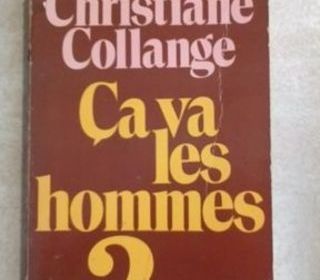 Christiane
Collange
Ça va
les
hommes
?